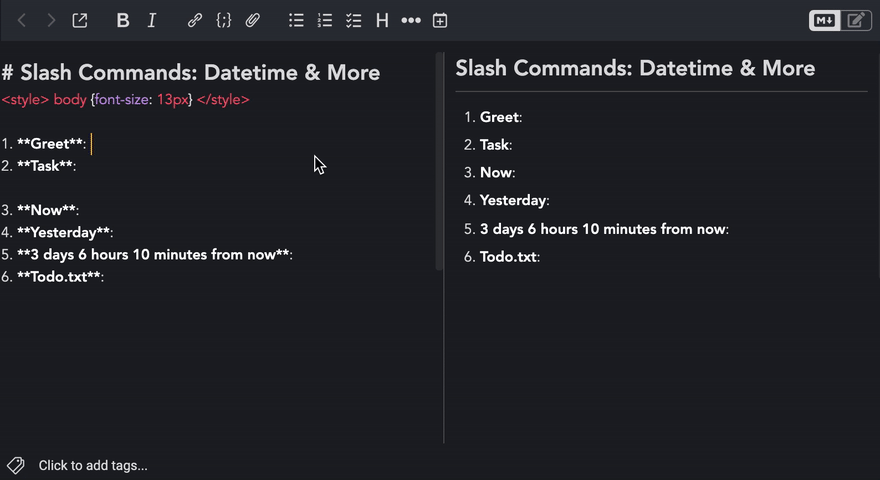 B I {;} H M↓
# Slash Commands: Datetime & More
<style> body {font-size: 13px} </style>
1. **Greet**:
2. **Task**:
3. **Now**:
4. **Yesterday**:
5. **3 days 6 hours 10 minutes from now**:
6. **Todo.txt**:
Slash Commands: Datetime & More
1. Greet:
2. Task:
3. Now:
4. Yesterday:
5. 3 days 6 hours 10 minutes from now:
6. Todo.txt:
Click to add tags...